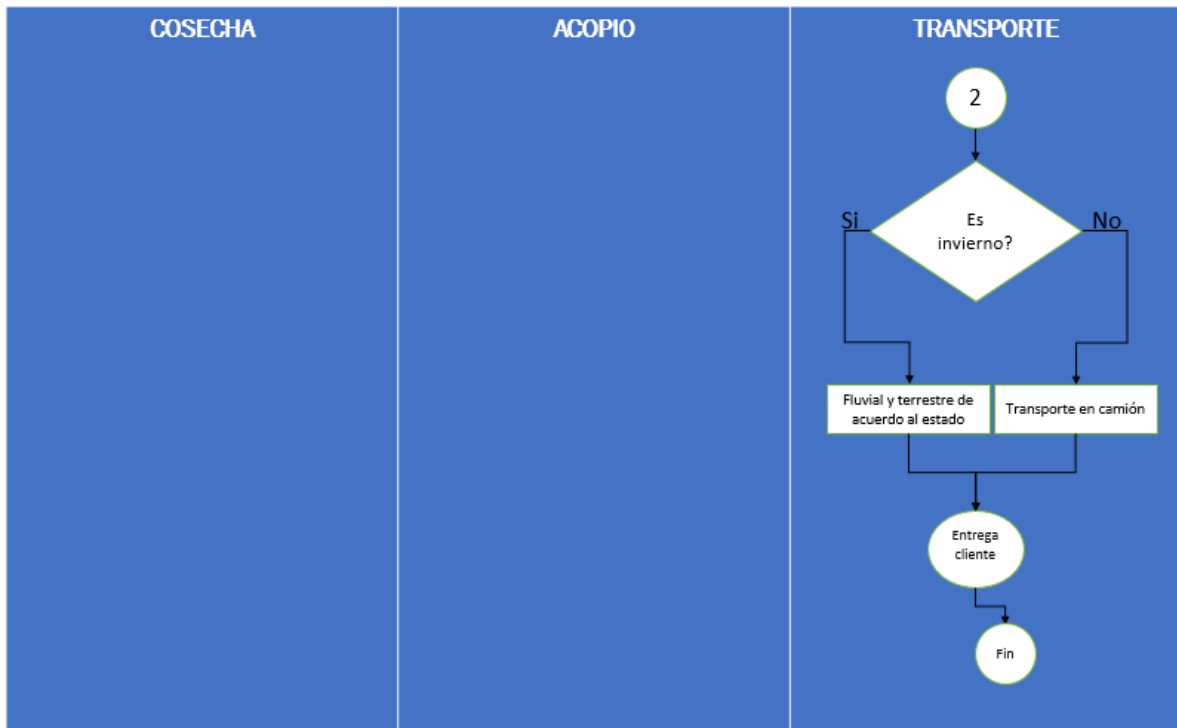 COSECHA
ACOPIO
TRANSPORTE
2
Es
invierno?
Si
No
Fluvial y terrestre de
acuerdo al estado
Transporte en camión
Entrega
cliente
Fin